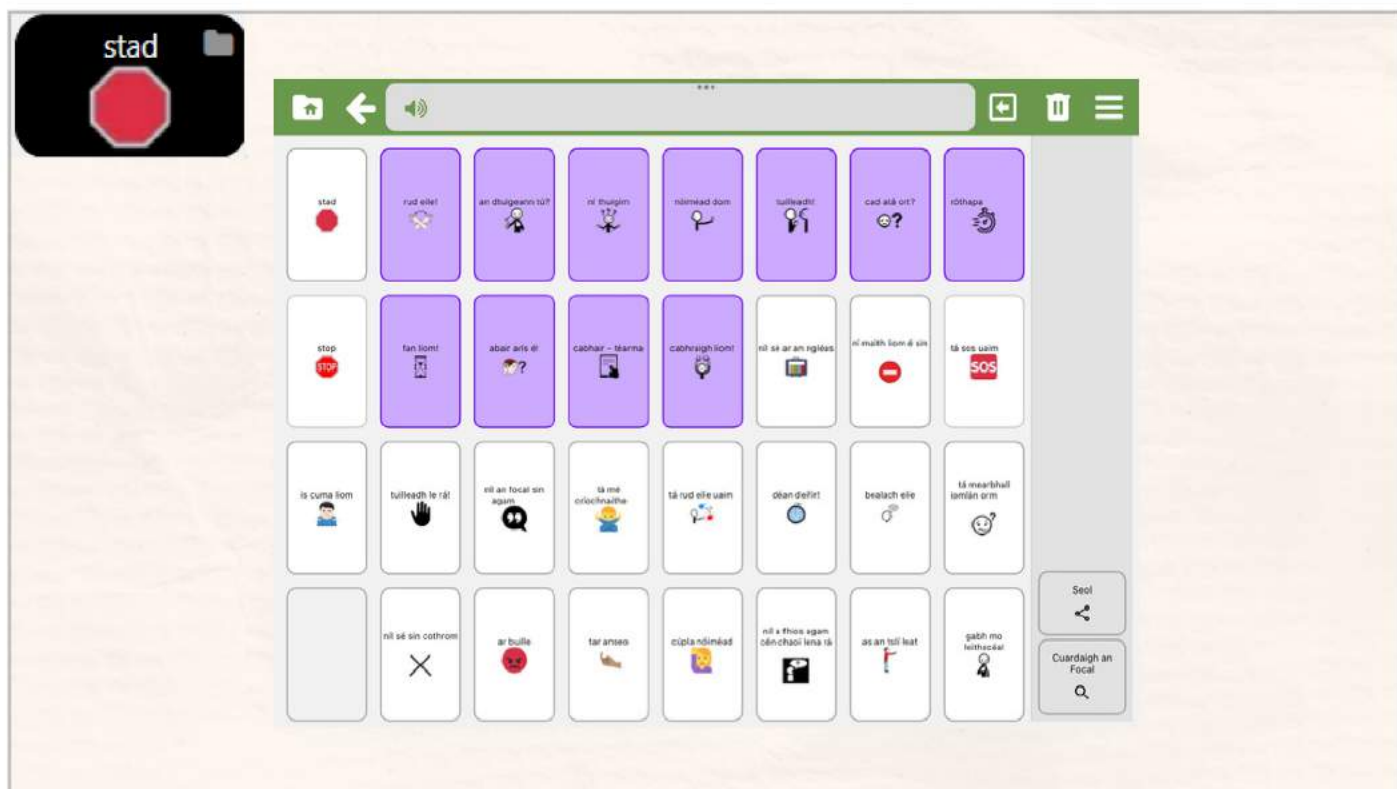 stad
stad
rud eile!
an dtuigeann tú?
ní thuigim
nóiméad dom
tuilleadh!
cad atá ort?
róthapa
stop
STOP
fan liom!
abair arís é!
cabhair – téarma
cabhraigh liom!
níl sé ar an ngléas
ní maith liom é sin
tá sos uaim
SOS
is cuma liom
tuilleadh le rá!
níl an focal sin
agam
tá mé
críochnaithe
tá rud eile uaim
déan deifir!
bealach eile
tá mearbhall
iomlán orm
níl sé sin cothrom
ar buille
tar anseo
cúpla nóiméad
níl a fhios agam
cén chaoi lena rá
as an tslí leat
gabh mo
leithscéal
Seol
Cuardaigh an
Focal